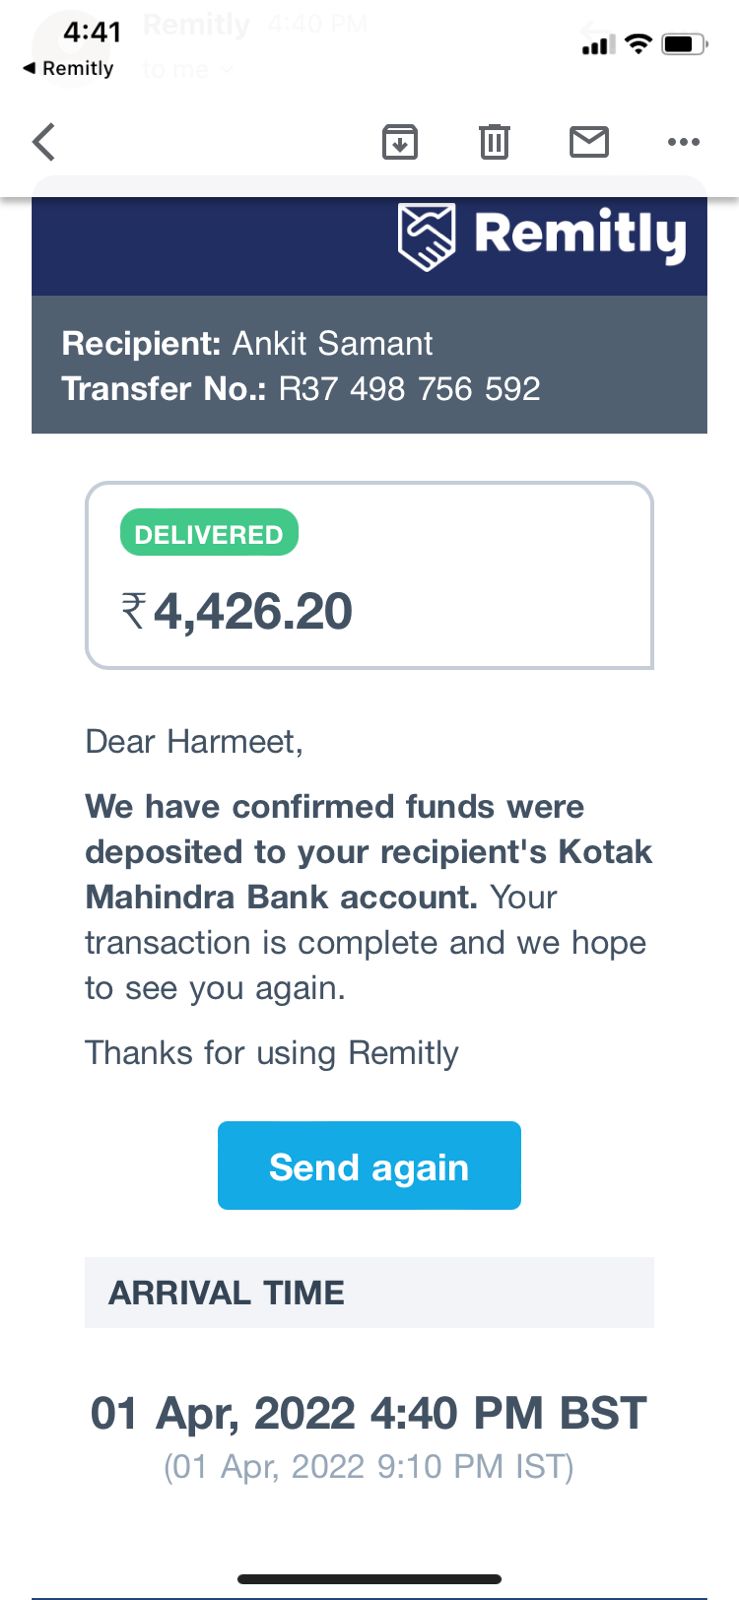 4:41
Remitly 4:40 PM
◀ Remitly
to me
Remitly
Recipient: Ankit Samant
Transfer No.: R37 498 756 592
DELIVERED
₹4,426.20
Dear Harmeet,
We have confirmed funds were
deposited to your recipient's Kotak
Mahindra Bank account. Your
transaction is complete and we hope
to see you again.
Thanks for using Remitly
Send again
ARRIVAL TIME
01 Apr, 2022 4:40 PM BST
(01 Apr, 2022 9:10 PM IST)